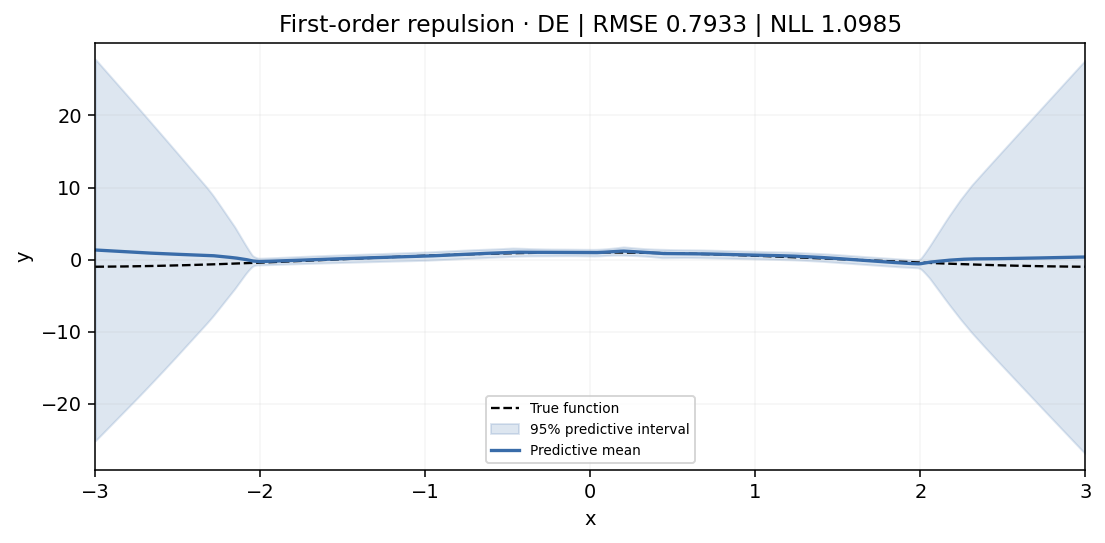 First-order repulsion · DE | RMSE 0.7933 | NLL 1.0985
y
20
10
0
−10
−20
True function
95% predictive interval
Predictive mean
−3 −2 −1 0 1 2 3
x